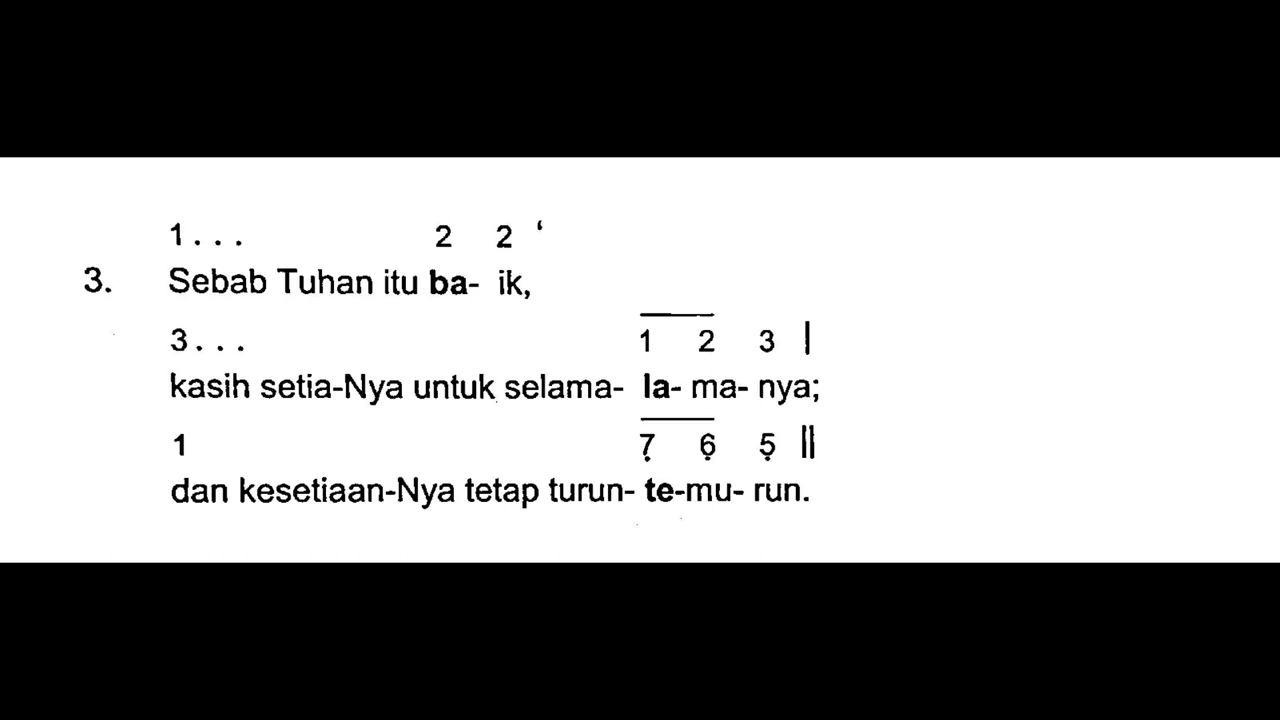 1 . . . 2 2 ‘
3. Sebab Tuhan itu ba- ik,
3 . . . 1 2 3 |
kasih setia-Nya untuk selama- la- ma- nya;
1 7̣ 6̣ 5̣ ||
dan kesetiaan-Nya tetap turun- te-mu- run.